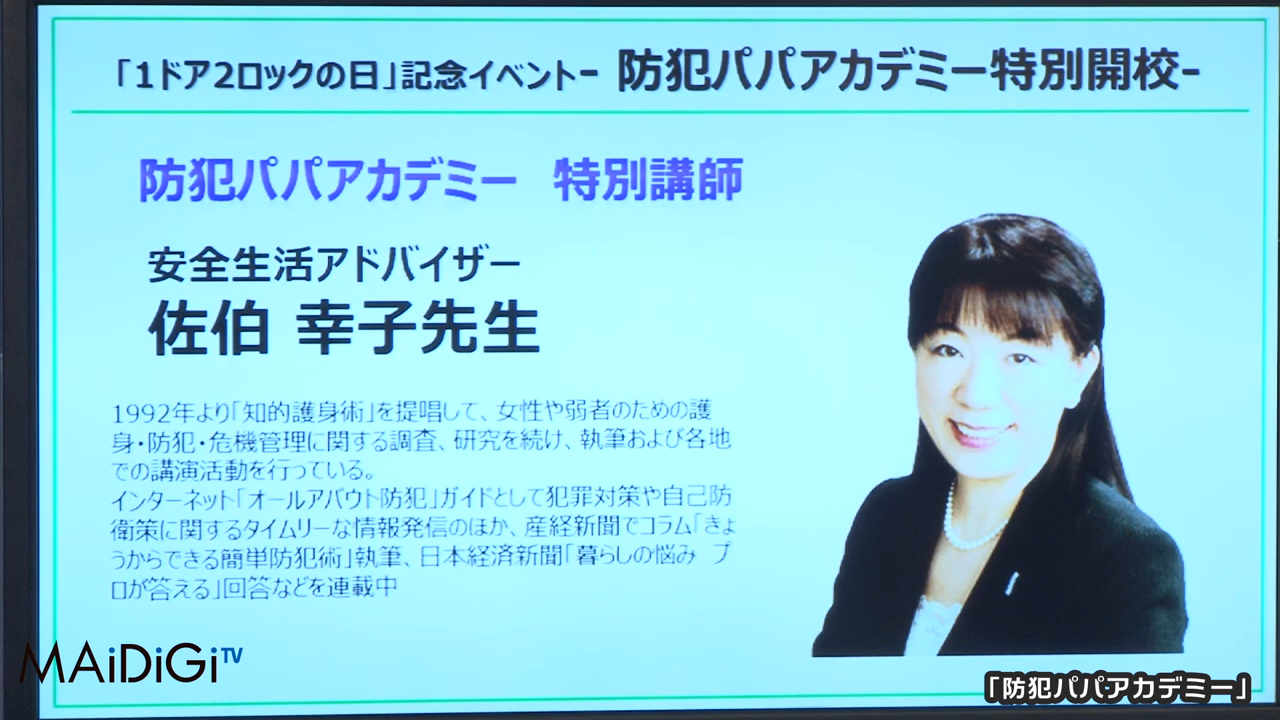 「1ドア2ロックの日」記念イベント- 防犯パパアカデミー特別開校-
防犯パパアカデミー 特別講師
安全生活アドバイザー
佐伯 幸子先生
1992年より「知的護身術」を提唱して、女性や弱者のための護
身・防犯・危機管理に関する調査、研究を続け、執筆および各地
での講演活動を行っている。
インターネット「オールアバウト防犯」ガイドとして犯罪対策や自己防
衛策に関するタイムリーな情報発信のほか、産経新聞でコラム「きょ
うからできる簡単防犯術」執筆、日本経済新聞「暮らしの悩み プ
ロが答える」回答などを連載中
MAiDiGiTV
「防犯パパアカデミー」